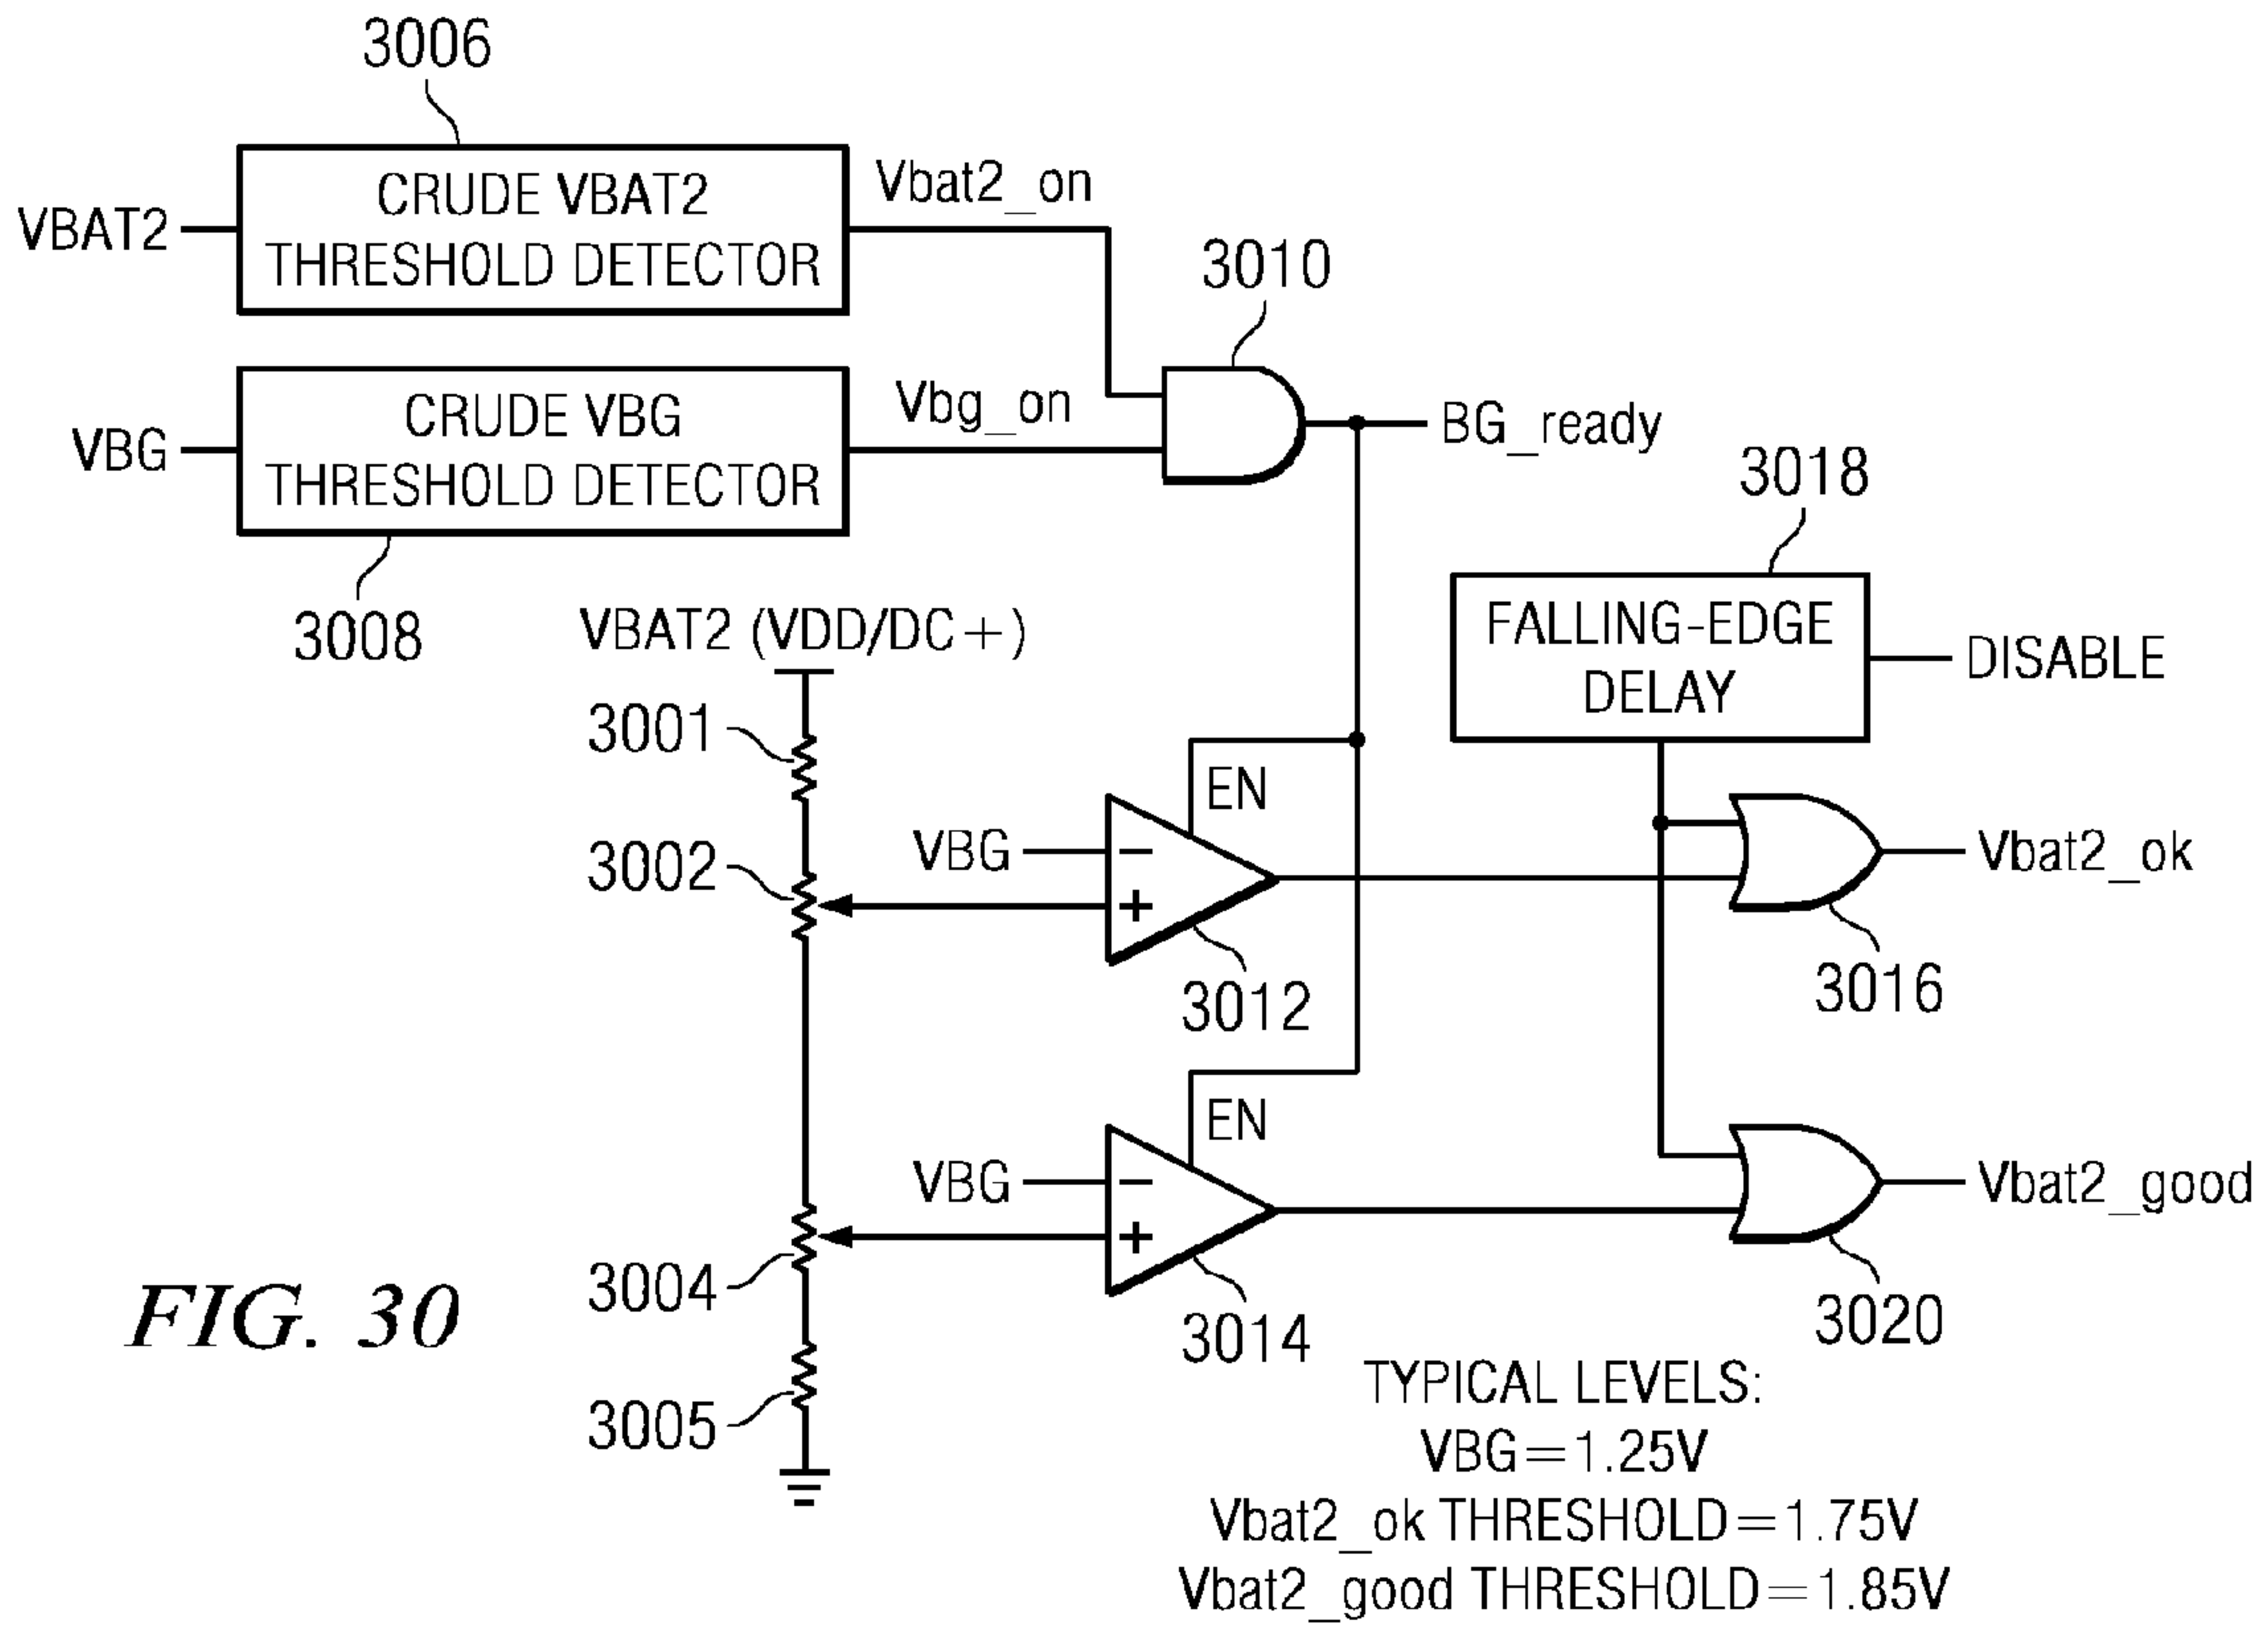 3006
CRUDE VBAT2
THRESHOLD DETECTOR
VBAT2
Vbat2_on
3010
CRUDE VBG
THRESHOLD DETECTOR
VBG
Vbg_on
BG_ready
3008
3018
FALLING-EDGE
DELAY
DISABLE
VBAT2 (VDD/DC+)
3001
EN
3002
VBG
−
+
Vbat2_ok
3012
3016
EN
VBG
−
+
Vbat2_good
3004
3014
3020
3005
FIG. 30
TYPICAL LEVELS:
VBG=1.25V
Vbat2_ok THRESHOLD=1.75V
Vbat2_good THRESHOLD=1.85V